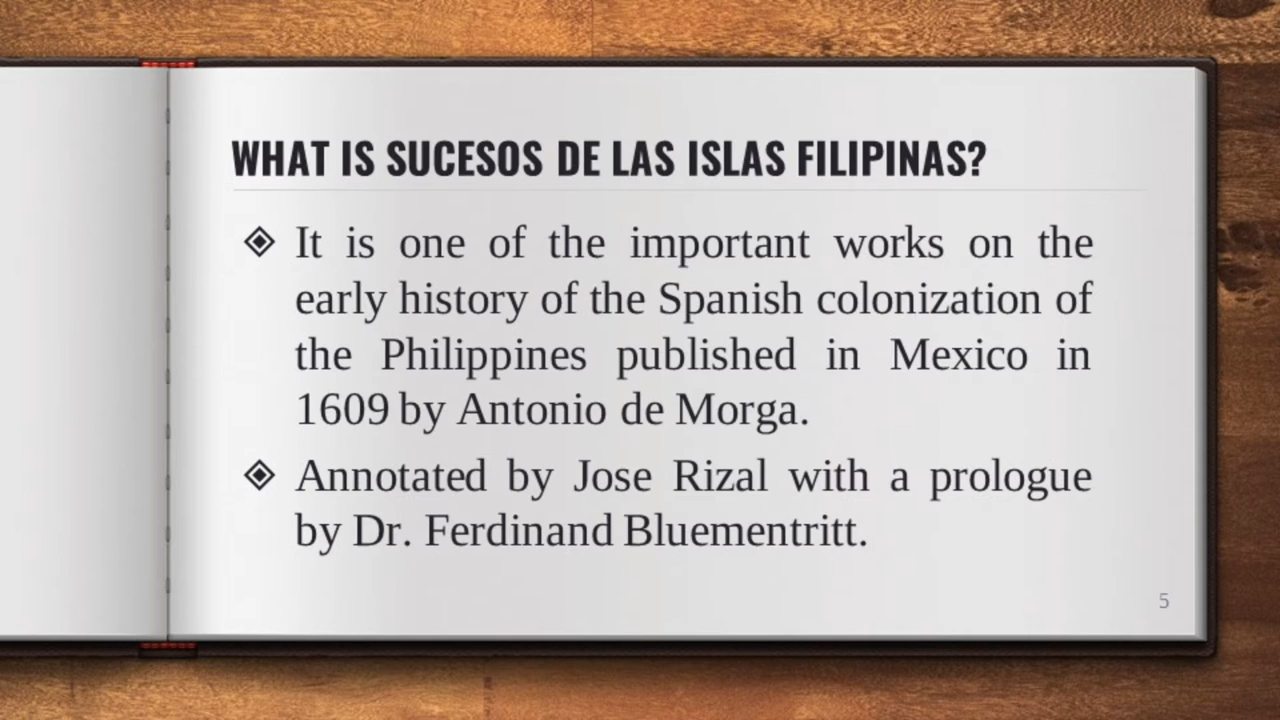 WHAT IS SUCESOS DE LAS ISLAS FILIPINAS?
It is one of the important works on the
early history of the Spanish colonization of
the Philippines published in Mexico in
1609 by Antonio de Morga.
Annotated by Jose Rizal with a prologue
by Dr. Ferdinand Bluementritt.
5